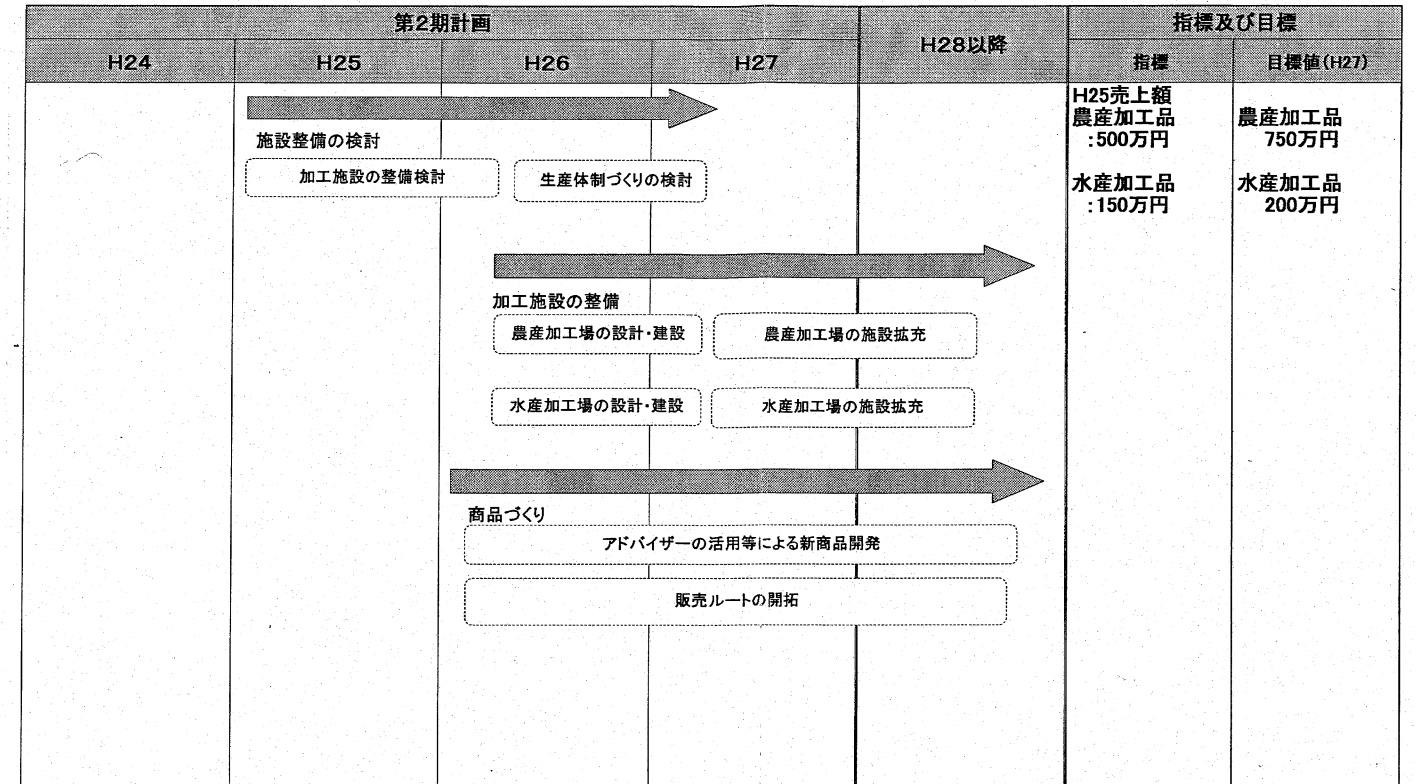 第2期計画
H28以降
指標及び目標
H24
H25
H26
H27
指標
目標値(H27)
施設整備の検討
加工施設の整備検討
生産体制づくりの検討
加工施設の整備
農産加工場の設計・建設
農産加工場の施設拡充
水産加工場の設計・建設
水産加工場の施設拡充
商品づくり
アドバイザーの活用等による新商品開発
販売ルートの開拓
H25売上額
農産加工品
:500万円
水産加工品
:150万円
農産加工品
750万円
水産加工品
200万円